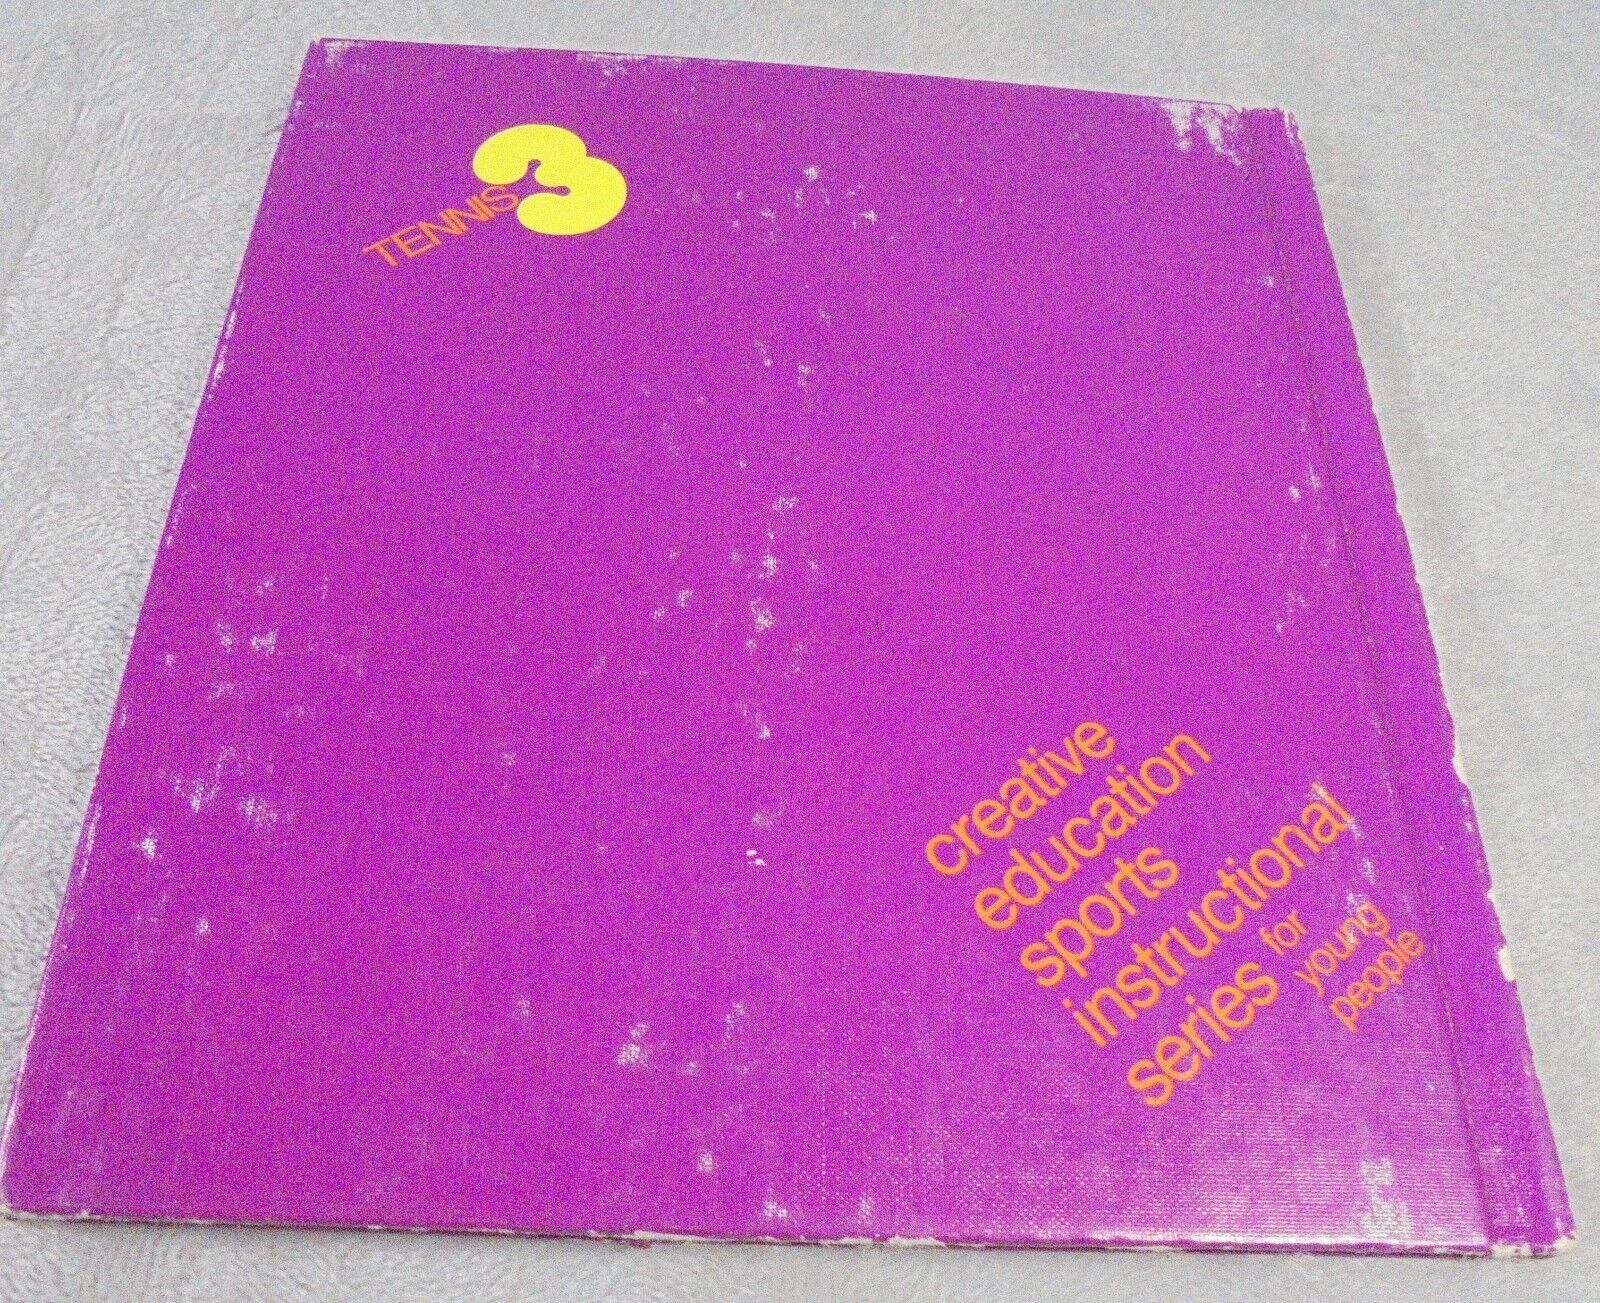 TENNIS 3
creative
education
sports
instructional
series for
young
people